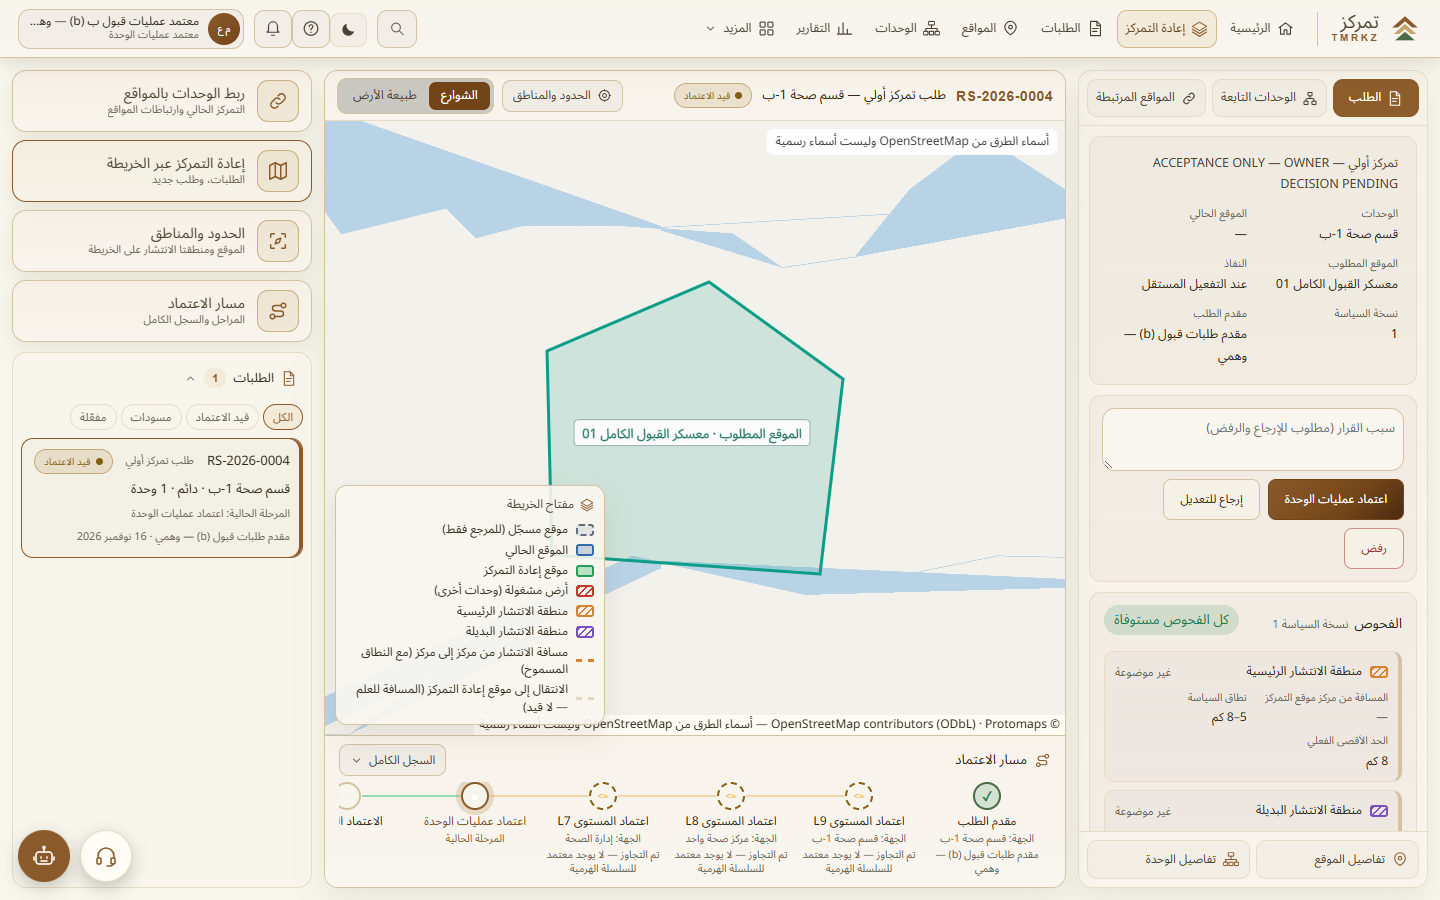 تمركز
TMRKZ
الرئيسية
إعادة التمركز
الطلبات
المواقع
الوحدات
التقارير
المزيد
معتمد عمليات قبول ب (b) — وهـ...
معتمد عمليات الوحدة
م ع
الطلب
الوحدات التابعة
المواقع المرتبطة
تمركز أولي — ACCEPTANCE ONLY — OWNER
DECISION PENDING
الوحدات
قسم صحة 1-ب
الموقع الحالي
—
الموقع المطلوب
معسكر القبول الكامل 01
النفاذ
عند التفعيل المستقل
نسخة السياسة
1
مقدم الطلب
مقدم طلبات قبول (b) —
وهمي
سبب القرار (مطلوب للإرجاع والرفض)
اعتماد عمليات الوحدة
إرجاع للتعديل
رفض
الفحوص
نسخة السياسة 1
كل الفحوص مستوفاة
منطقة الانتشار الرئيسية
غير موضوعة
المسافة من مركز موقع التمركز
—
نطاق السياسة
5–8 كم
الحد الأقصى الفعلي
8 كم
منطقة الانتشار البديلة
غير موضوعة
تفاصيل الموقع
تفاصيل الوحدة
RS-2026-0004
طلب تمركز أولي — قسم صحة 1-ب
قيد الاعتماد
الحدود والمناطق
الشوارع
طبيعة الأرض
أسماء الطرق من OpenStreetMap وليست أسماء رسمية
الموقع المطلوب · معسكر القبول الكامل 01
مفتاح الخريطة
موقع مسجّل (للمرجع فقط)
الموقع الحالي
موقع إعادة التمركز
أرض مشغولة (وحدات أخرى)
منطقة الانتشار الرئيسية
منطقة الانتشار البديلة
مسافة الانتشار من مركز إلى مركز (مع النطاق
المسموح)
الانتقال إلى موقع إعادة التمركز (المسافة للعلم
— لا قيد)
© OpenStreetMap contributors (ODbL) · Protomaps — أسماء الطرق من OpenStreetMap وليست أسماء رسمية
مسار الاعتماد
السجل الكامل
مقدم الطلب
الجهة: قسم صحة 1-ب
مقدم طلبات قبول (b) —
وهمي
اعتماد المستوى L9
الجهة: قسم صحة 1-ب
تم التجاوز — لا يوجد معتمد
للسلسلة الهرمية
اعتماد المستوى L8
الجهة: مركز صحة واحد
تم التجاوز — لا يوجد معتمد
للسلسلة الهرمية
اعتماد المستوى L7
الجهة: إدارة الصحة
تم التجاوز — لا يوجد معتمد
للسلسلة الهرمية
اعتماد عمليات الوحدة
المرحلة الحالية
الاعتماد
ربط الوحدات بالمواقع
التمركز الحالي وارتباطات المواقع
إعادة التمركز عبر الخريطة
الطلبات، وطلب جديد
الحدود والمناطق
الموقع ومنطقتا الانتشار على الخريطة
مسار الاعتماد
المراحل والسجل الكامل
الطلبات
1
الكل
قيد الاعتماد
مسودات
مفعّلة
RS-2026-0004
طلب تمركز أولي
قيد الاعتماد
قسم صحة 1-ب · دائم · 1 وحدة
المرحلة الحالية: اعتماد عمليات الوحدة
مقدم طلبات قبول (b) — وهمي · 16 نوفمبر 2026